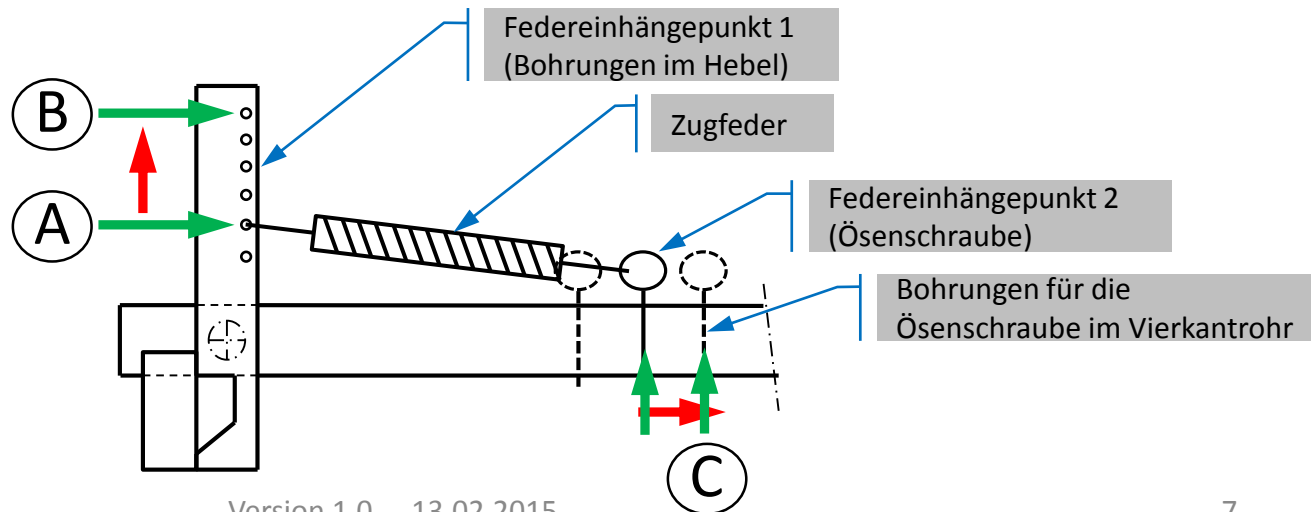 Federeinhängepunkt 1
(Bohrungen im Hebel)
B
Zugfeder
A
Federeinhängepunkt 2
(Ösenschraube)
Bohrungen für die
Ösenschraube im Vierkantrohr
C
Version 1.0 13.02.2015 7